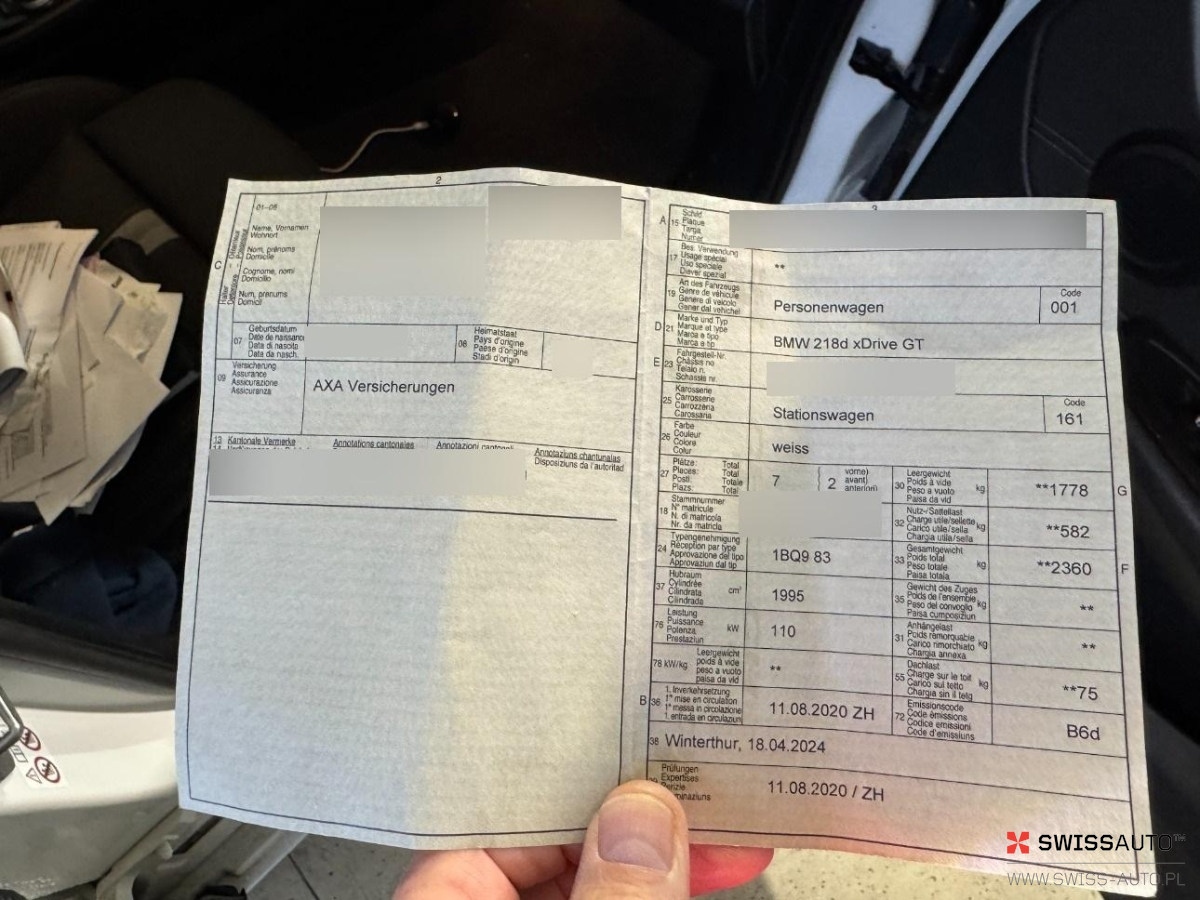 2
C
Halter
Détenteur
01-06
Name, Vornamen
Wohnort
Nom, prénoms
Domicile
Cognome, nomi
Domicilio
Num, prenums
Domicil
07
Geburtsdatum
Date de naissance
Data di nascita
Data da nasch.
08
Heimatstaat
Pays d'origine
Paese d'origine
Stadi d'origin
09
Versicherung
Assurance
Assicurazione
Assicuranza
AXA Versicherungen
13 Kantonale Vermerke Annotations cantonales Annotazioni cantonali Annotaziuns chantunalas
14 Disposiziuns da l'autoritad
3
A 15
Schild
Plaque
Targa
Numer
17
Bes. Verwendung
Usage spécial
Uso speciale
Diever spezial
**
19
Art des Fahrzeugs
Genre de véhicule
Genere di veicolo
Gener dal vehichel
Personenwagen
Code
001
D 21
Marke und Typ
Marque et type
Marca e tipo
Marca e tip
BMW 218d xDrive GT
E 23
Fahrgestell-Nr.
Châssis no
Telaio n.
Schassis nr.
25
Karosserie
Carrosserie
Carrozzeria
Carossaria
Stationswagen
Code
161
26
Farbe
Couleur
Colore
Colur
weiss
27
Plätze: Total
Places: Total
Posti: Totale
Plazs: Total
7
2
vorne)
avant)
anteriori)
30
Leergewicht
Poids à vide
Peso a vuoto
Paisa da vid
kg
**1778
G
18
Stammnummer
N° matricule
N. di matricola
Nr. da matricla
32
Nutz-/Sattellast
Charge utile/sellette
Carico utile/sella
Chargia utila/sella
kg
**582
24
Typengenehmigung
Réception par type
Approvazione del tipo
Approvaziun dal tip
1BQ9 83
33
Gesamtgewicht
Poids total
Peso totale
Paisa totala
kg
**2360
F
37
Hubraum
Cylindrée
Cilindrata
Cilindrada
cm³
1995
35
Gewicht des Zuges
Poids de l'ensemble
Peso del convoglio
Paisa cumposiziun
kg
**
76
Leistung
Puissance
Potenza
Prestaziun
kW
110
31
Anhängelast
Poids remorquable
Carico rimorchiato
Chargia annexa
kg
**
78 kW/kg
Leergewicht
poids à vide
peso a vuoto
paisa da vid
**
55
Dachlast
Charge sur le toit
Carico sul tetto
Chargia sin il tetg
kg
**75
B 36
1. Inverkehrsetzung
1re mise en circulation
1a messa in circolazione
1. entrada en circulaziun
11.08.2020 ZH
72
Emissionscode
Code émissions
Codice emissioni
Code d'emissiuns
B6d
38 Winterthur, 18.04.2024
39
Prüfungen
Expertises
11.08.2020 / ZH
SWISSAUTO
WWW.SWISS-AUTO.PL